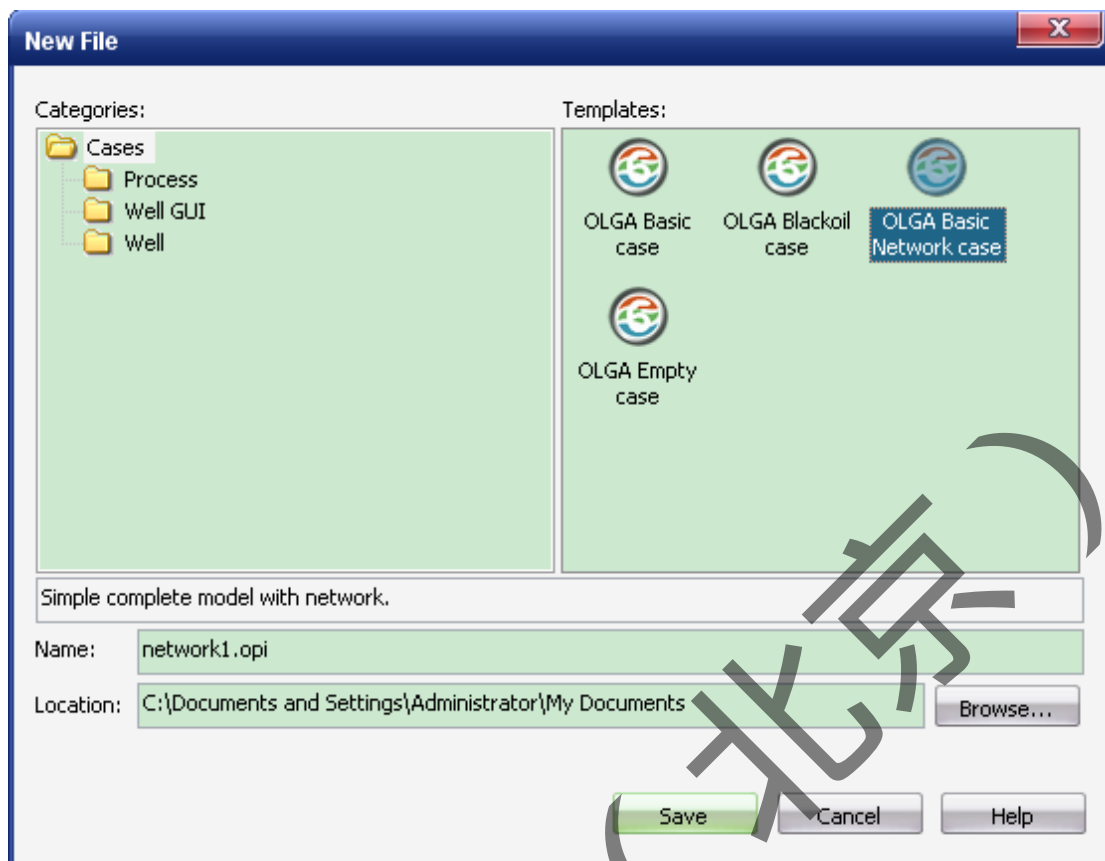 New File
Categories:
Templates:
Cases
Process
Well GUI
Well
OLGA Basic
case
OLGA Blackoil
case
OLGA Basic
Network case
OLGA Empty
case
Simple complete model with network.
Name:
network1.opi
Location:
C:\Documents and Settings\Administrator\My Documents
Browse...
Save
Cancel
Help
（北京）